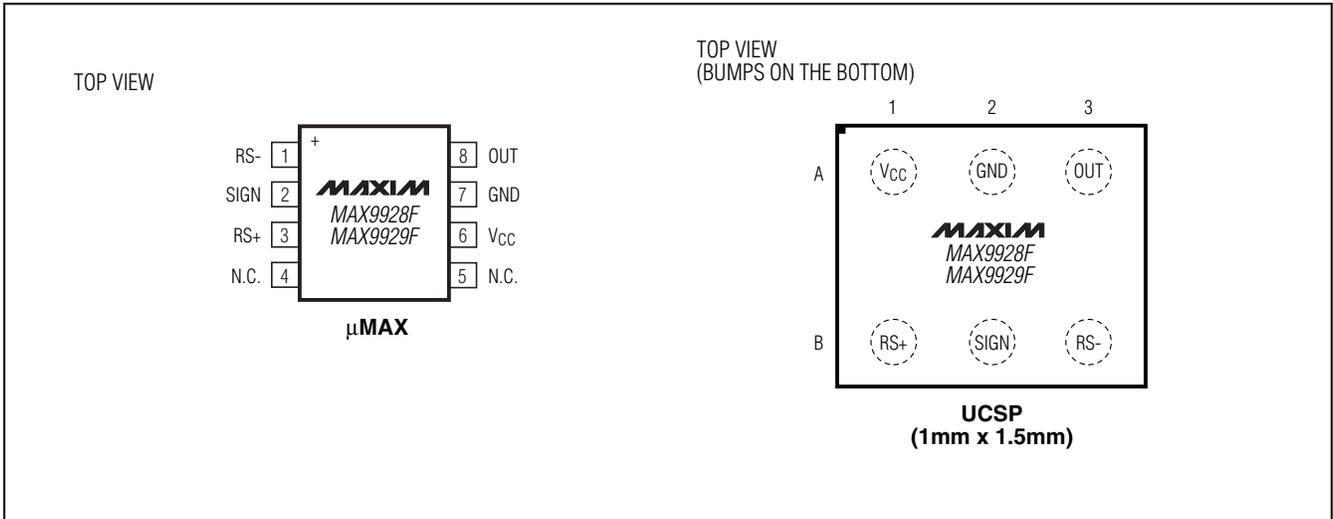 TOP VIEW
+
RS- 1
SIGN 2
RS+ 3
N.C. 4
8 OUT
7 GND
6 VCC
5 N.C.
MAXIM
MAX9928F
MAX9929F
µMAX
TOP VIEW
(BUMPS ON THE BOTTOM)
1 2 3
A VCC GND OUT
MAXIM
MAX9928F
MAX9929F
B RS+ SIGN RS-
UCSP
(1mm x 1.5mm)